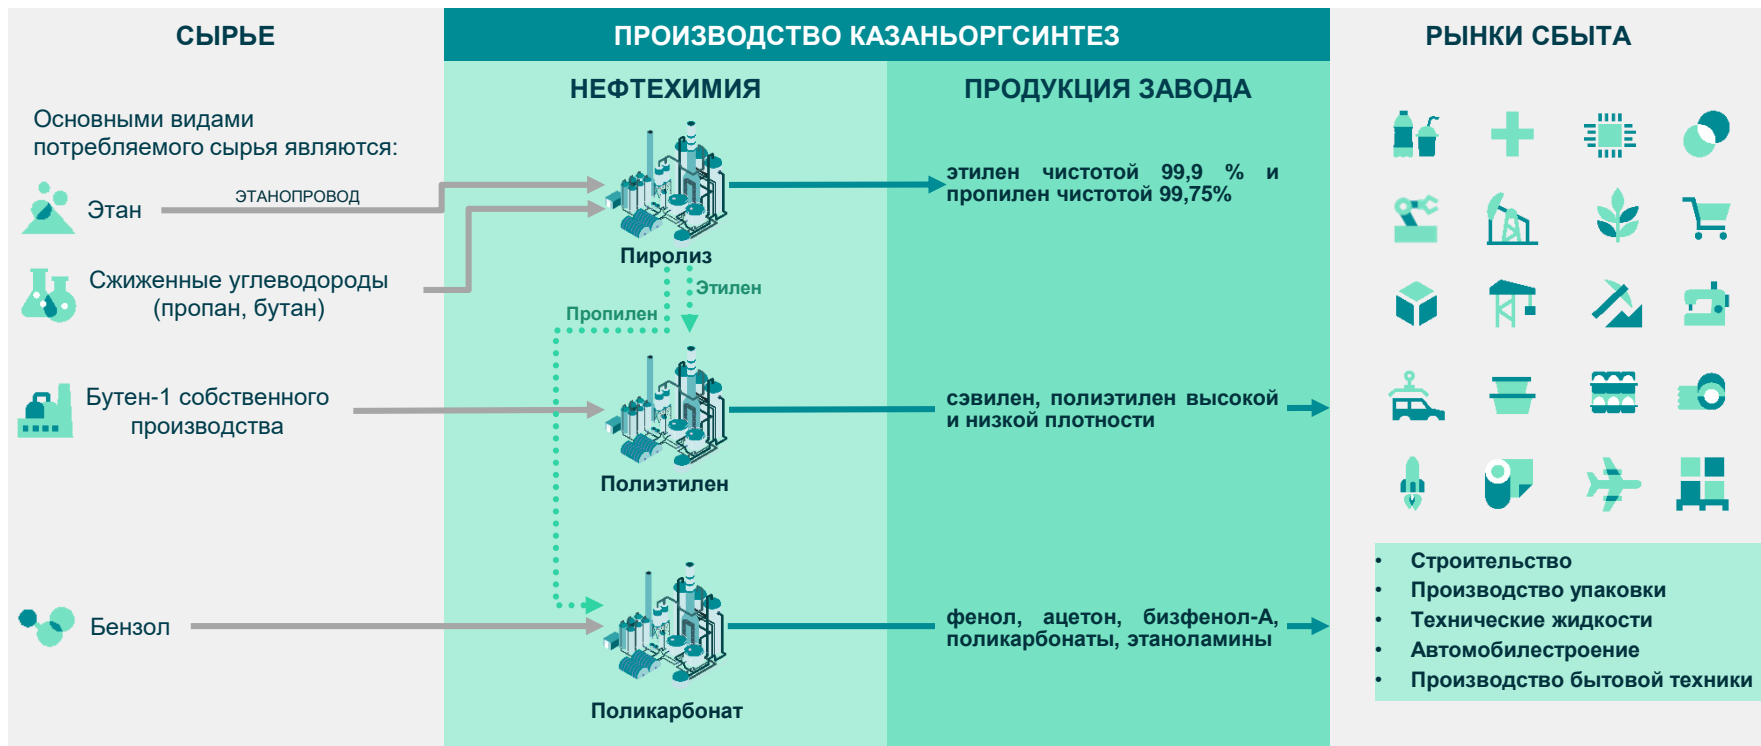 СЫРЬЕ
ПРОИЗВОДСТВО КАЗАНЬОРГСИНТЕЗ
РЫНКИ СБЫТА
НЕФТЕХИМИЯ
ПРОДУКЦИЯ ЗАВОДА
Основными видами
потребляемого сырья являются:
Этан
ЭТАНОПРОВОД
Сжиженные углеводороды
(пропан, бутан)
Бутен-1 собственного
производства
Бензол
Пиролиз
Этилен
Пропилен
Полиэтилен
Поликарбонат
этилен чистотой 99,9 % и
пропилен чистотой 99,75%
сэвилен, полиэтилен высокой
и низкой плотности
фенол, ацетон, бизфенол-А,
поликарбонаты, этаноламины
• Строительство
• Производство упаковки
• Технические жидкости
• Автомобилестроение
• Производство бытовой техники